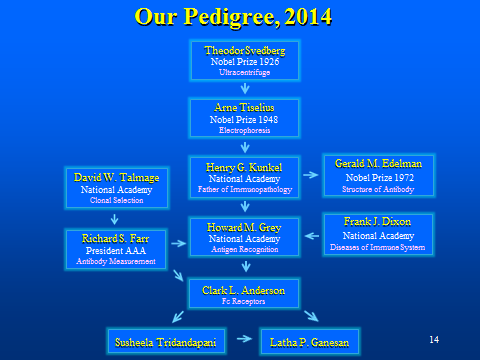 Our Pedigree, 2014
Theodor Svedberg
Nobel Prize 1926
Ultracentrifuge
Arne Tiselius
Nobel Prize 1948
Electrophoresis
Henry G. Kunkel
National Academy
Father of Immunopathology
Gerald M. Edelman
Nobel Prize 1972
Structure of Antibody
David W. Talmage
National Academy
Clonal Selection
Richard S. Farr
President AAA
Antibody Measurement
Howard M. Grey
National Academy
Antigen Recognition
Frank J. Dixon
National Academy
Diseases of Immune System
Clark L. Anderson
Fc Receptors
Susheela Tridandapani
Latha P. Ganesan
14